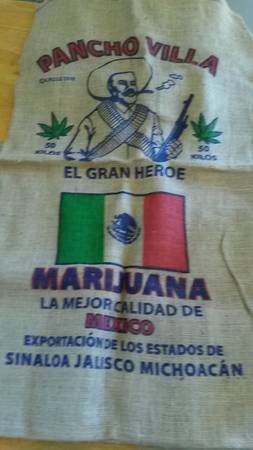 PANCHO VILLA
50 KILOS
50 KILOS
EL GRAN HEROE
MARIJUANA
LA MEJOR CALIDAD DE
MEXICO
EXPORTACIÓN DE LOS ESTADOS DE
SINALOA JALISCO MICHOACÁN